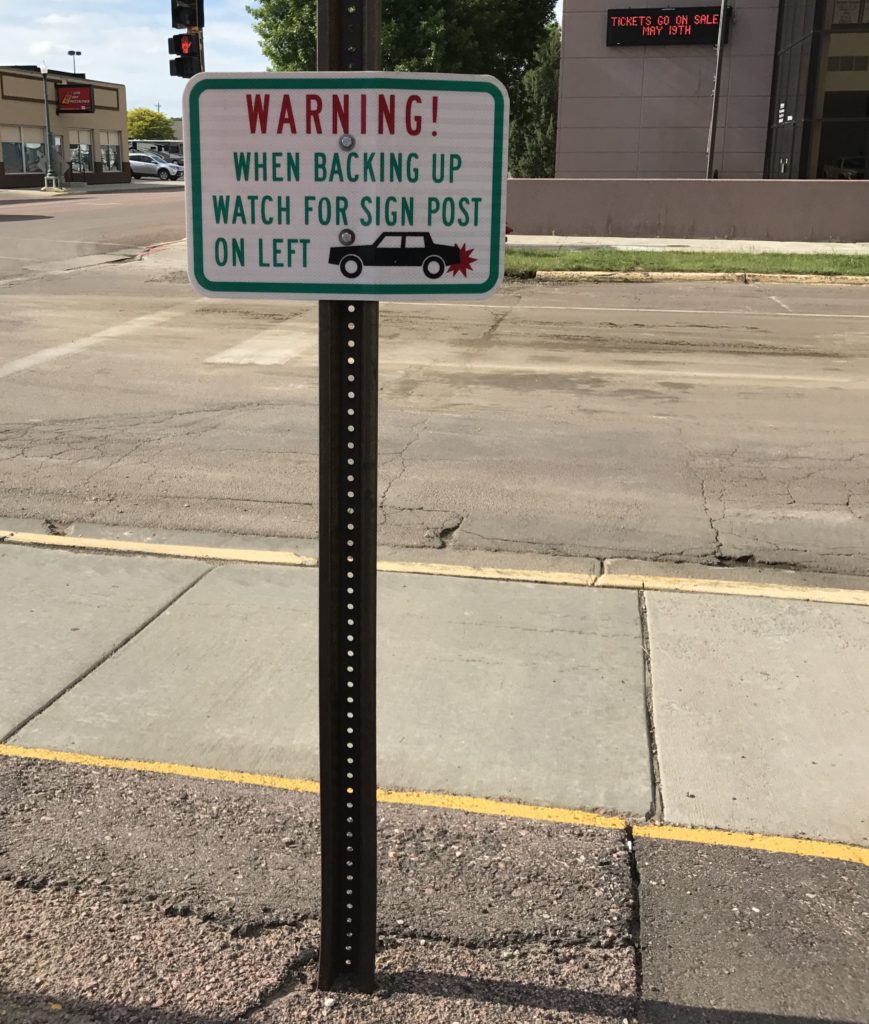 TICKETS GO ON SALE
MAY 19TH
WARNING!
WHEN BACKING UP
WATCH FOR SIGN POST
ON LEFT